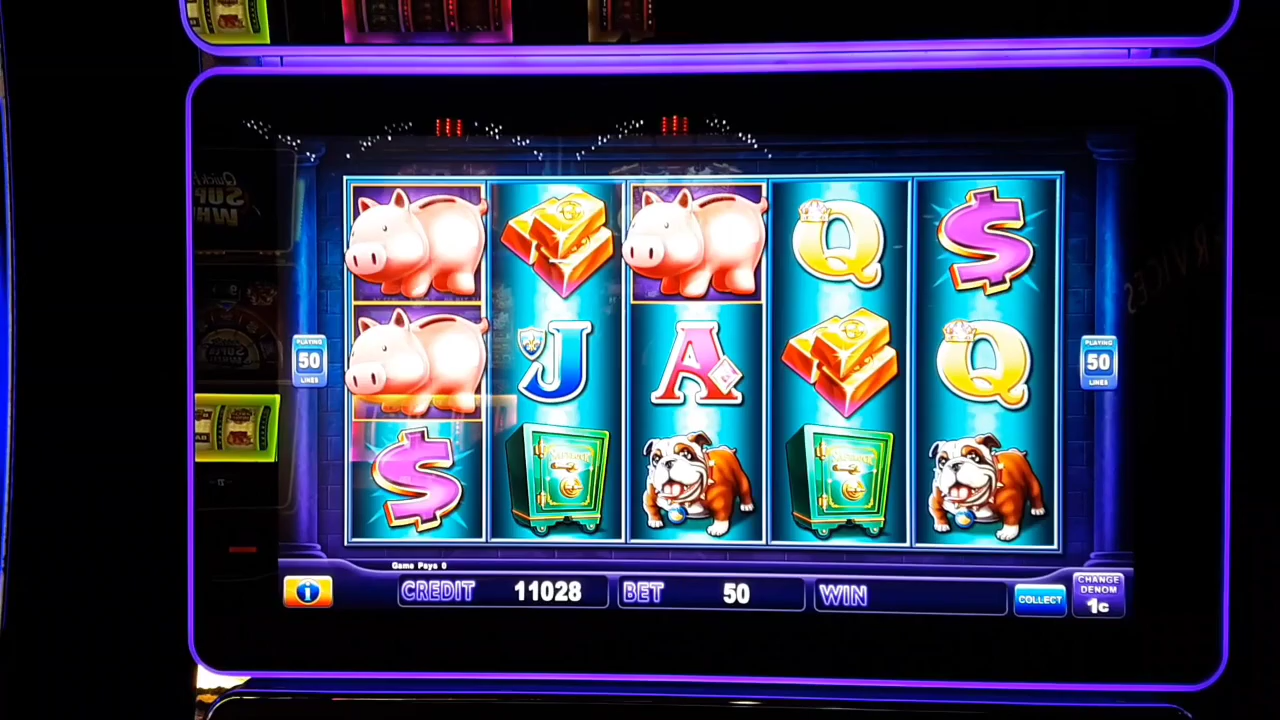 PLAYING
50
LINES
Q
$
J
A
Q
PLAYING
50
LINES
$
Game Pays 0
i
CREDIT 11028
BET 50
WIN
COLLECT
CHANGE
DENOM
1c